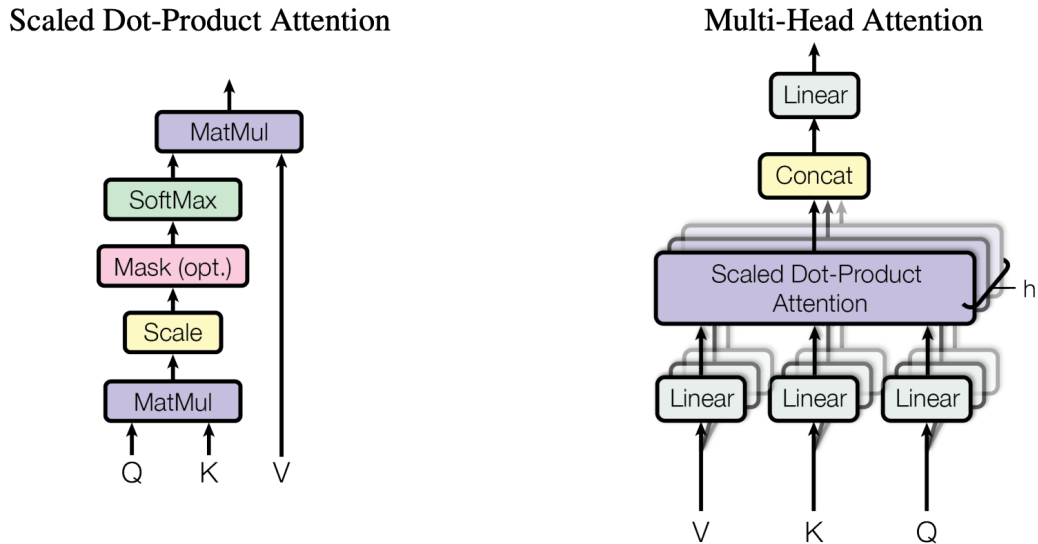 Scaled Dot-Product Attention
MatMul
SoftMax
Mask (opt.)
Scale
MatMul
Q K V
Multi-Head Attention
Linear
Concat
Scaled Dot-Product
Attention
h
Linear Linear Linear
V K Q